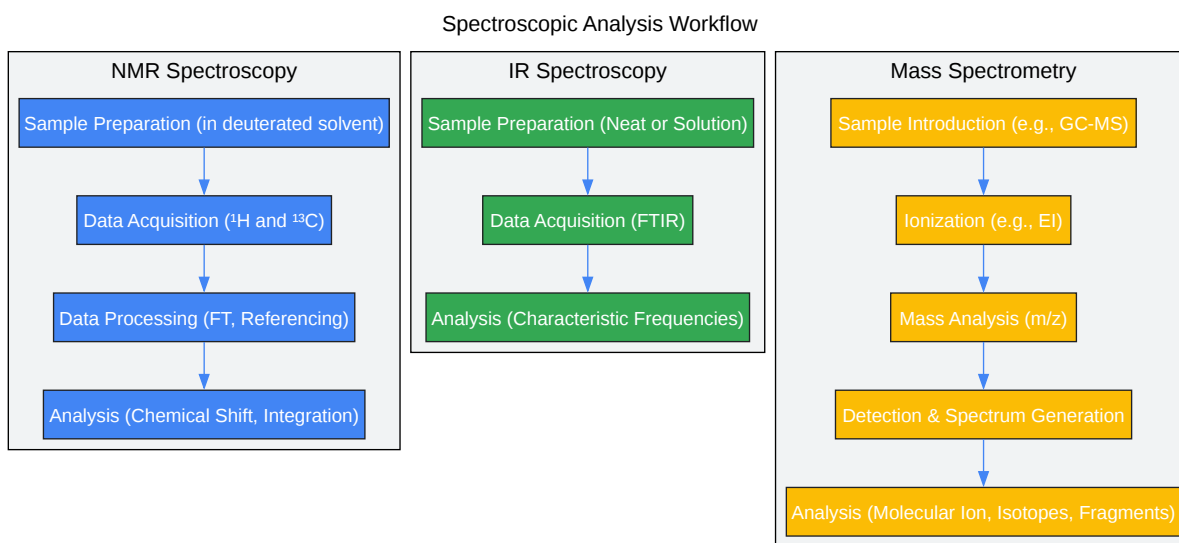 Spectroscopic Analysis Workflow
NMR Spectroscopy
Sample Preparation (in deuterated solvent)
Data Acquisition (¹H and ¹³C)
Data Processing (FT, Referencing)
Analysis (Chemical Shift, Integration)
IR Spectroscopy
Sample Preparation (Neat or Solution)
Data Acquisition (FTIR)
Analysis (Characteristic Frequencies)
Mass Spectrometry
Sample Introduction (e.g., GC-MS)
Ionization (e.g., EI)
Mass Analysis (m/z)
Detection & Spectrum Generation
Analysis (Molecular Ion, Isotopes, Fragments)